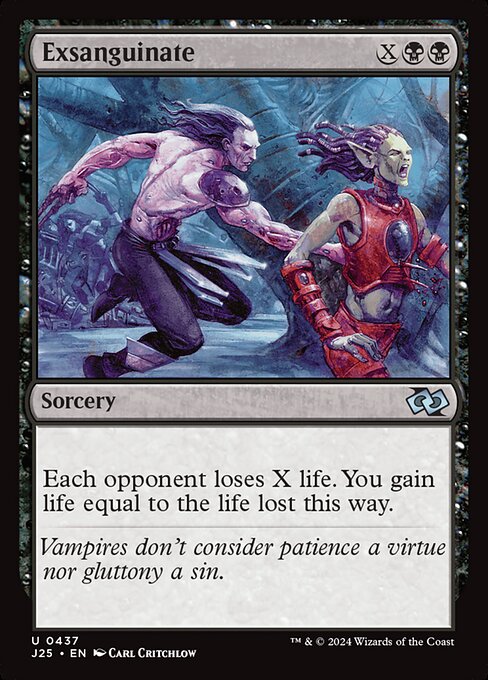 Exsanguinate X
Sorcery
Each opponent loses X life. You gain
life equal to the life lost this way.
Vampires don't consider patience a virtue
nor gluttony a sin.
U 0437
J25 • EN Carl Critchlow
™ & © 2024 Wizards of the Coast